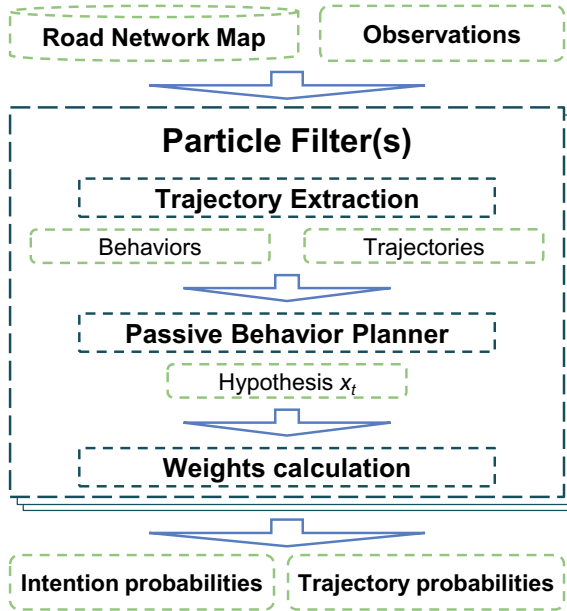 Road Network Map
Observations
Particle Filter(s)
Trajectory Extraction
Behaviors
Trajectories
Passive Behavior Planner
Hypothesis x_t
Weights calculation
Intention probabilities
Trajectory probabilities